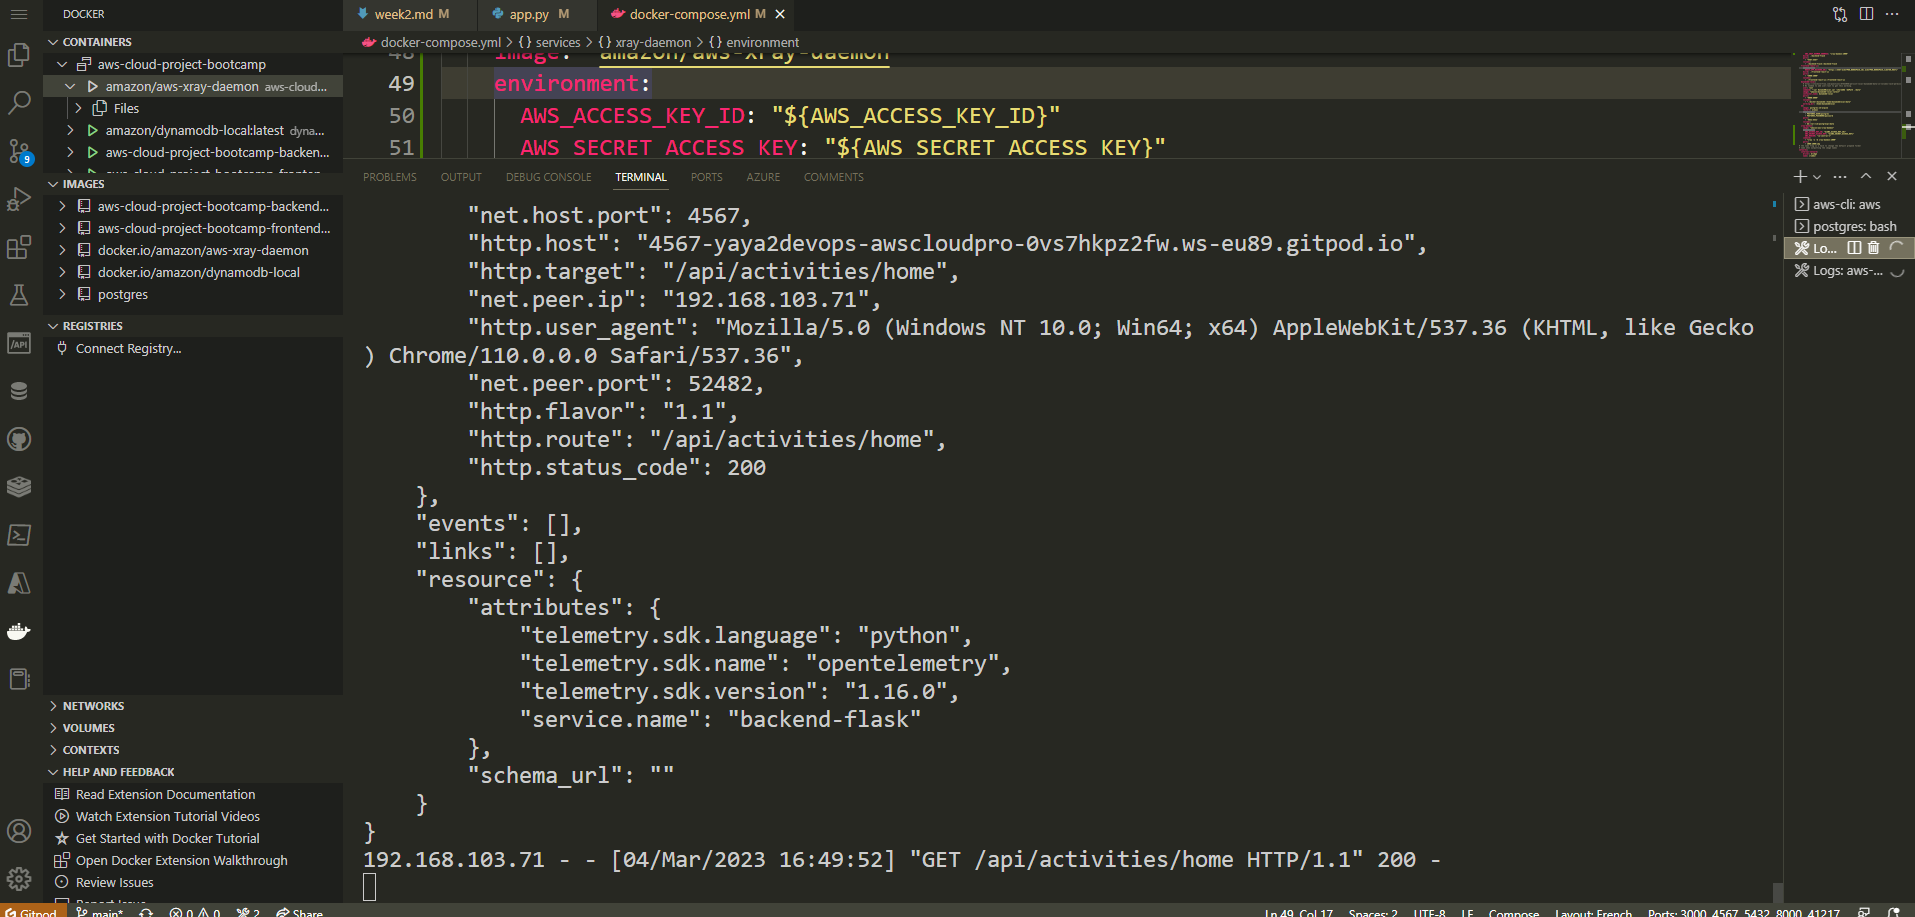 DOCKER
CONTAINERS
aws-cloud-project-bootcamp
amazon/aws-xray-daemon aws-cloud...
Files
amazon/dynamodb-local:latest dyna...
aws-cloud-project-bootcamp-backen...
aws-cloud-project-bootcamp-fronten...
IMAGES
aws-cloud-project-bootcamp-backend...
aws-cloud-project-bootcamp-frontend...
docker.io/amazon/aws-xray-daemon
docker.io/amazon/dynamodb-local
postgres
REGISTRIES
Connect Registry...
NETWORKS
VOLUMES
CONTEXTS
HELP AND FEEDBACK
Read Extension Documentation
Watch Extension Tutorial Videos
Get Started with Docker Tutorial
Open Docker Extension Walkthrough
Review Issues
Report Issue
9
/API
week2.md M
app.py M
docker-compose.yml M
docker-compose.yml > {} services > {} xray-daemon > {} environment
48 image: "amazon/aws-xray-daemon"
49 environment:
50 AWS_ACCESS_KEY_ID: "${AWS_ACCESS_KEY_ID}"
51 AWS_SECRET_ACCESS_KEY: "${AWS_SECRET_ACCESS_KEY}"
PROBLEMS OUTPUT DEBUG CONSOLE TERMINAL PORTS AZURE COMMENTS
"net.host.port": 4567,
"http.host": "4567-yaya2devops-awscloudpro-0vs7hkpz2fw.ws-eu89.gitpod.io",
"http.target": "/api/activities/home",
"net.peer.ip": "192.168.103.71",
"http.user_agent": "Mozilla/5.0 (Windows NT 10.0; Win64; x64) AppleWebKit/537.36 (KHTML, like Gecko
) Chrome/110.0.0.0 Safari/537.36",
"net.peer.port": 52482,
"http.flavor": "1.1",
"http.route": "/api/activities/home",
"http.status_code": 200
},
"events": [],
"links": [],
"resource": {
"attributes": {
"telemetry.sdk.language": "python",
"telemetry.sdk.name": "opentelemetry",
"telemetry.sdk.version": "1.16.0",
"service.name": "backend-flask"
},
"schema_url": ""
}
}
192.168.103.71 - - [04/Mar/2023 16:49:52] "GET /api/activities/home HTTP/1.1" 200 -
aws-cli: aws
postgres: bash
Lo...
Logs: aws-...
Gitpod main* 0 0 2 Share
Ln 49, Col 17 Spaces: 2 UTF-8 LF Compose Layout: French Ports: 3000, 4567, 5432, 8000, 41217